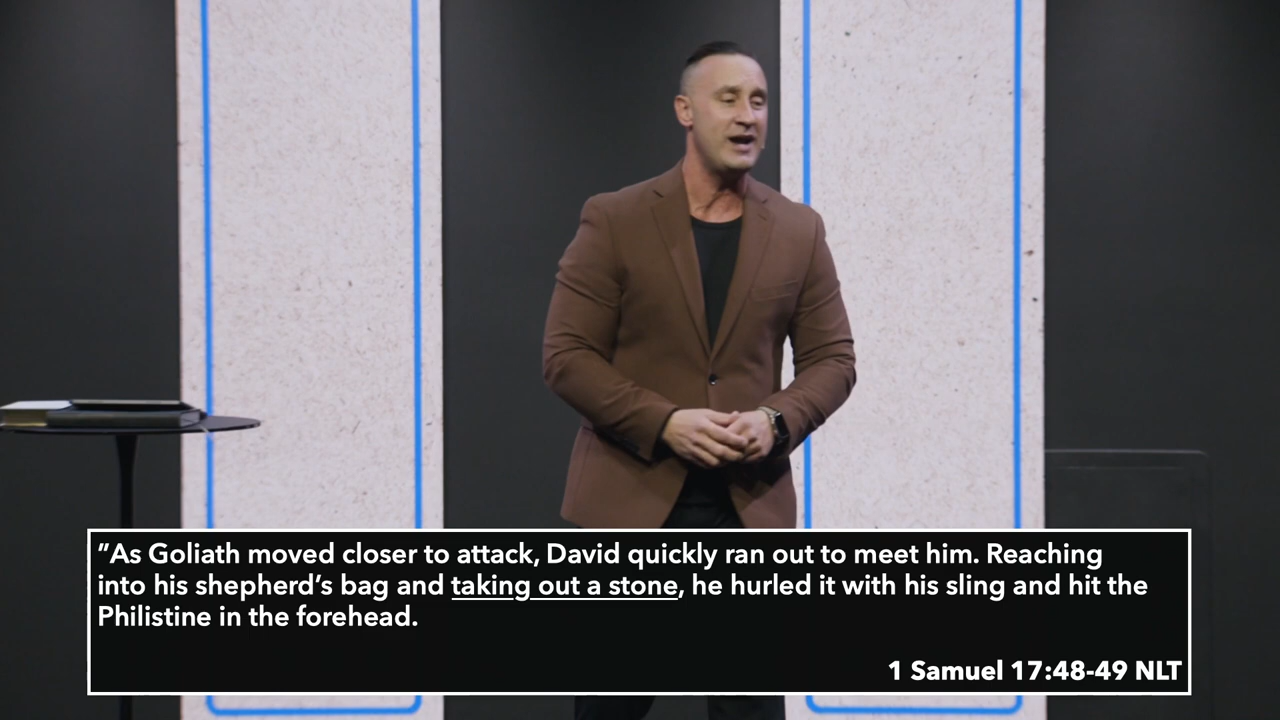 "As Goliath moved closer to attack, David quickly ran out to meet him. Reaching
into his shepherd's bag and taking out a stone, he hurled it with his sling and hit the
Philistine in the forehead.
1 Samuel 17:48-49 NLT